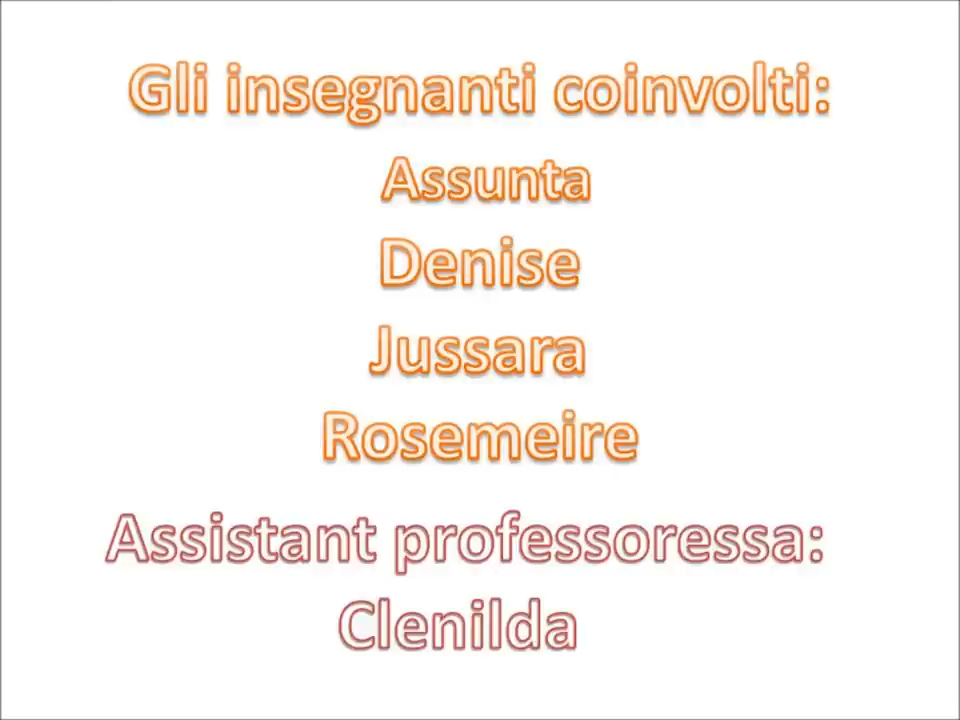 Gli insegnanti coinvolti:
Assunta
Denise
Jussara
Rosemeire
Assistant professoressa:
Clenilda